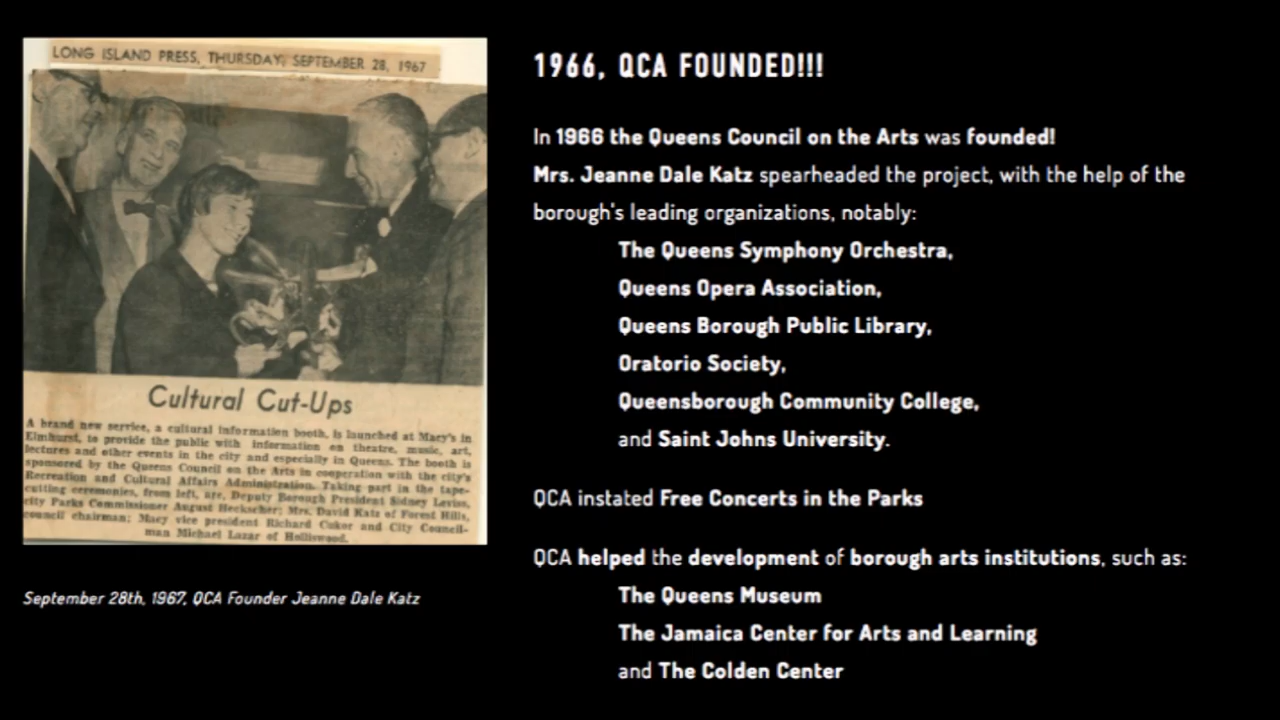 LONG ISLAND PRESS, THURSDAY, SEPTEMBER 28, 1967
Cultural Cut-Ups
A brand new service, a cultural information booth, is launched at Macy's in
Elmhurst, to provide the public with information on theatre, music, art,
lectures and other events in the city and especially in Queens. The booth is
sponsored by the Queens Council on the Arts in cooperation with the city's
Recreation and Cultural Affairs Administration. Taking part in the tape-
cutting ceremonies, from left, are, Deputy Borough President Sidney Leviss,
city Parks Commissioner August Heckscher; Mrs. David Katz of Forest Hills,
council chairman; Macy vice president Richard Cukor and City Council-
man Michael Lazar of Holliswood.
September 28th, 1967, QCA Founder Jeanne Dale Katz
1966, QCA FOUNDED!!!
In 1966 the Queens Council on the Arts was founded!
Mrs. Jeanne Dale Katz spearheaded the project, with the help of the
borough's leading organizations, notably:
The Queens Symphony Orchestra,
Queens Opera Association,
Queens Borough Public Library,
Oratorio Society,
Queensborough Community College,
and Saint Johns University.
QCA instated Free Concerts in the Parks
QCA helped the development of borough arts institutions, such as:
The Queens Museum
The Jamaica Center for Arts and Learning
and The Colden Center